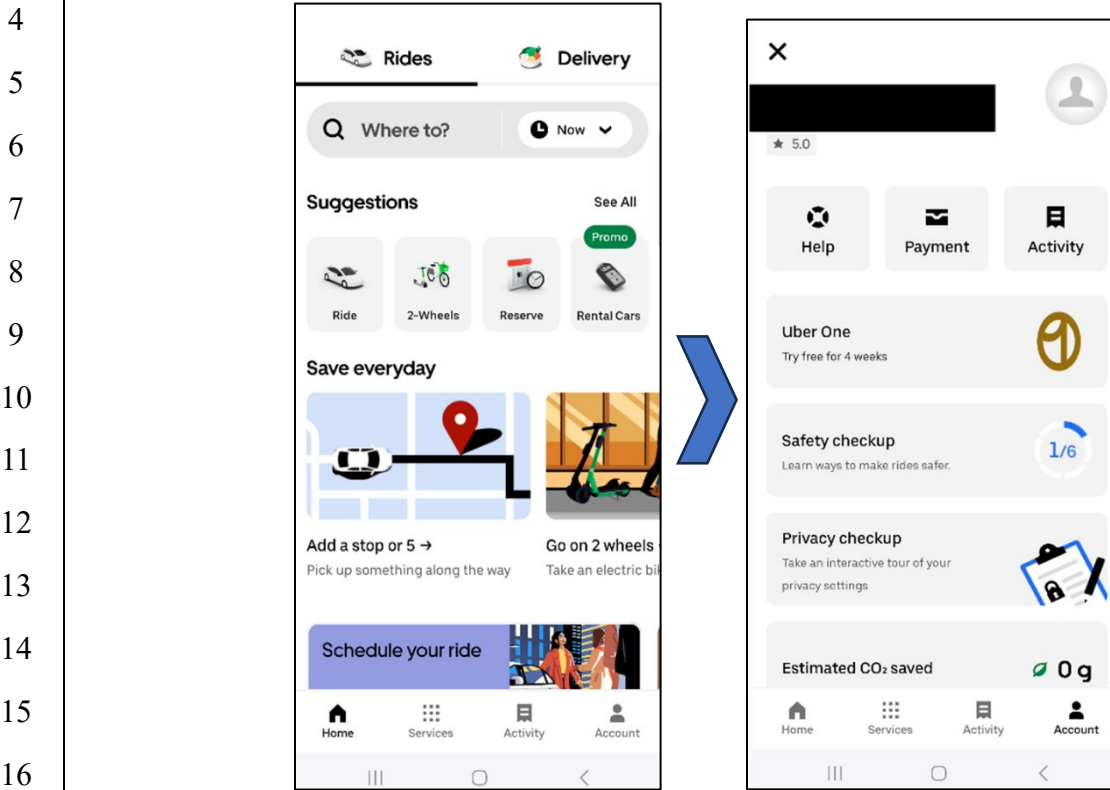 4
5
6
7
8
9
10
11
12
13
14
15
16
Rides Delivery
Where to? Now
Suggestions See All
Promo
Ride 2-Wheels Reserve Rental Cars
Save everyday
Add a stop or 5 → Go on 2 wheels
Pick up something along the way Take an electric bi
Schedule your ride
Home Services Activity Account
5.0
Help Payment Activity
Uber One
Try free for 4 weeks
Safety checkup
Learn ways to make rides safer.
1/6
Privacy checkup
Take an interactive tour of your
privacy settings
Estimated CO₂ saved 0 g
Home Services Activity Account